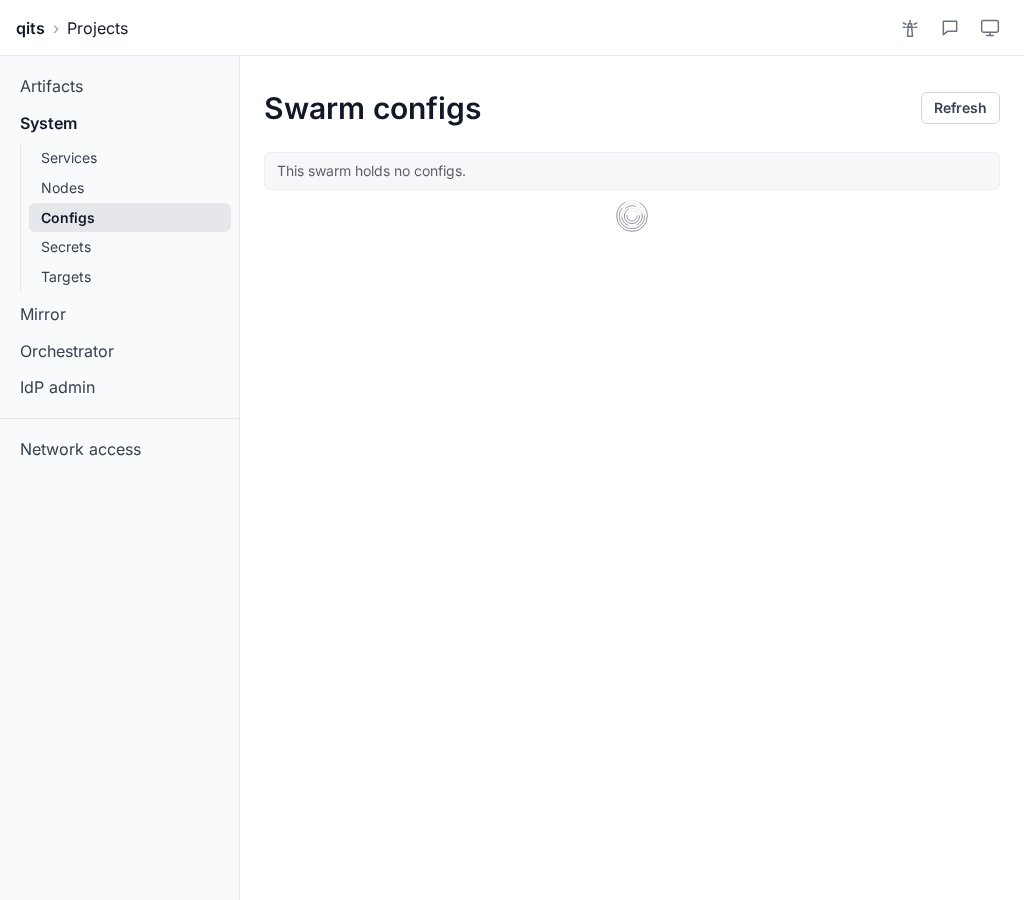 qits › Projects
Artifacts
System
Services
Nodes
Configs
Secrets
Targets
Mirror
Orchestrator
IdP admin
Network access
Swarm configs
Refresh
This swarm holds no configs.